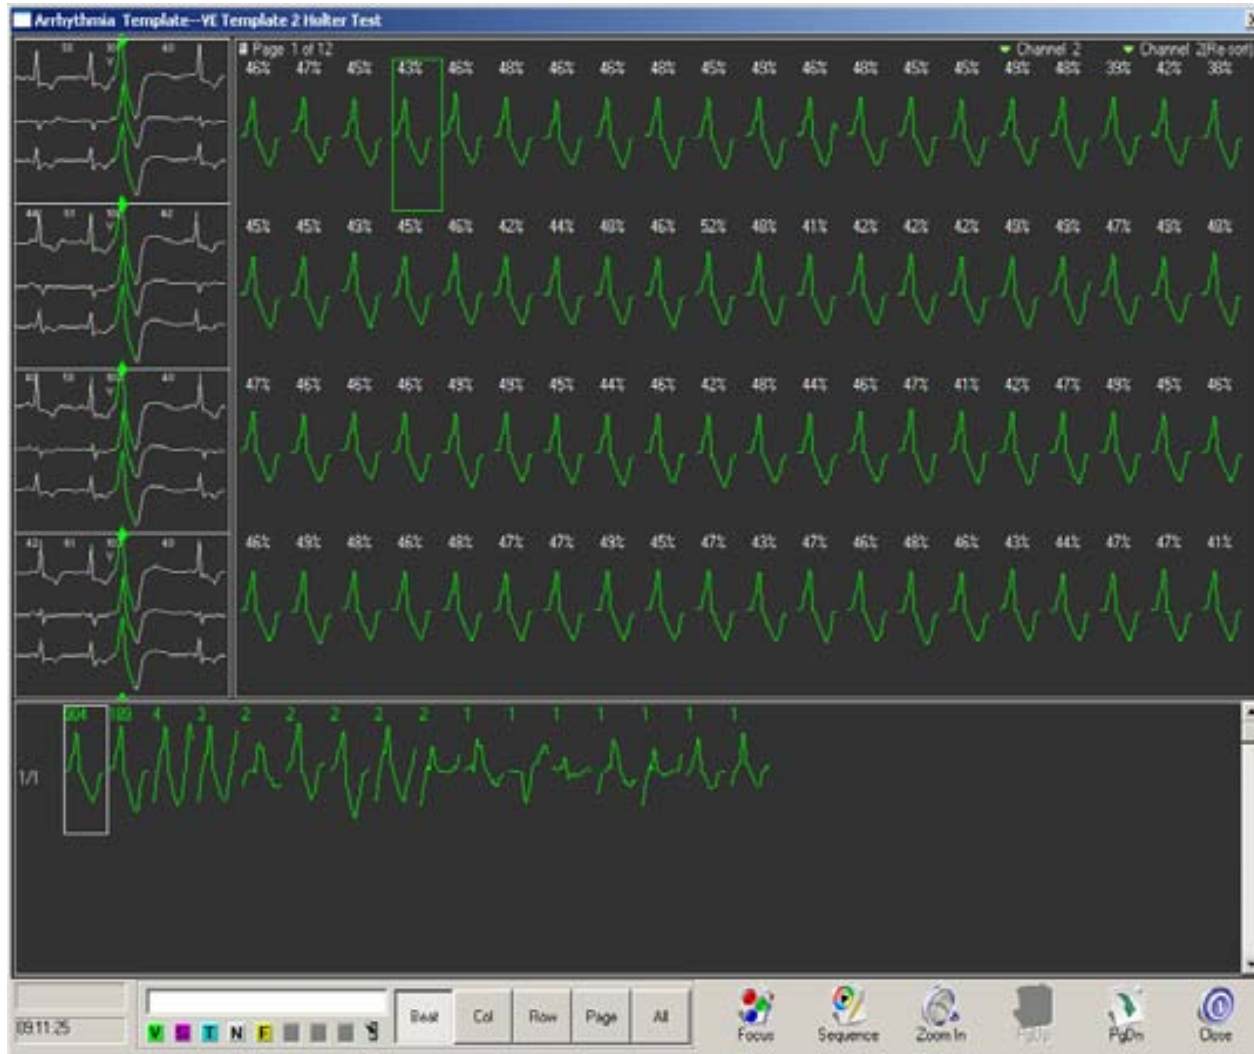 Arrhythmia Template--VE Template 2 Holter Test
Page 1 of 12
Channel 2
Channel 2(Re-sort)
46% 47% 45% 43% 46% 48% 46% 46% 48% 45% 49% 46% 48% 45% 45% 49% 48% 39% 42% 38%
45% 45% 49% 45% 46% 42% 44% 48% 46% 52% 48% 41% 42% 42% 42% 49% 49% 47% 49% 48%
47% 46% 46% 46% 49% 49% 45% 44% 46% 42% 48% 44% 46% 47% 41% 42% 47% 49% 45% 46%
46% 49% 48% 46% 48% 47% 47% 49% 45% 47% 43% 47% 46% 48% 46% 43% 44% 47% 47% 41%
904 189 4 3 2 2 2 2 2 1 1 1 1 1 1 1
1/1
09:11:25
V S T N F
Beat Col Row Page All
Focus Sequence Zoom In PgUp PgDn Close